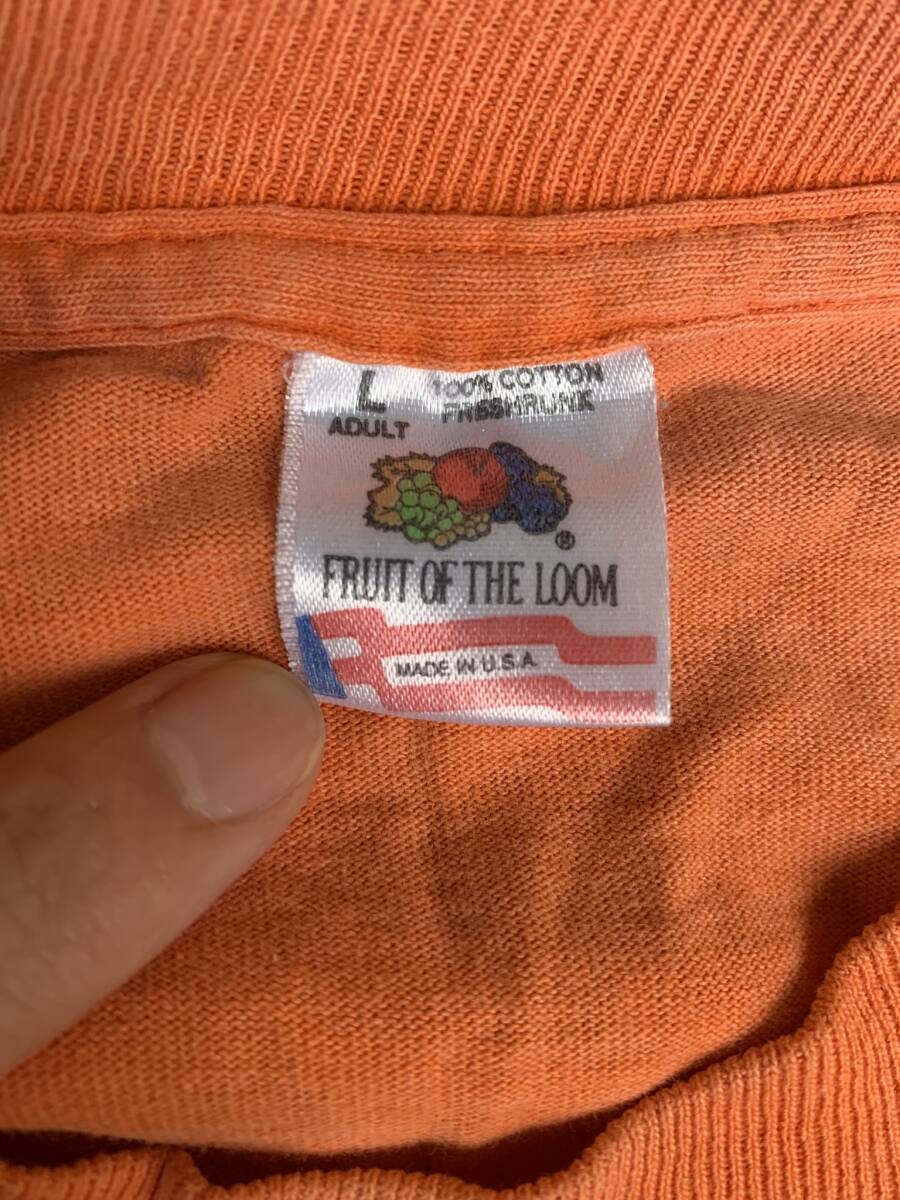 L
ADULT
100% COTTON
PRESHRUNK
®
FRUIT OF THE LOOM
MADE IN U.S.A.